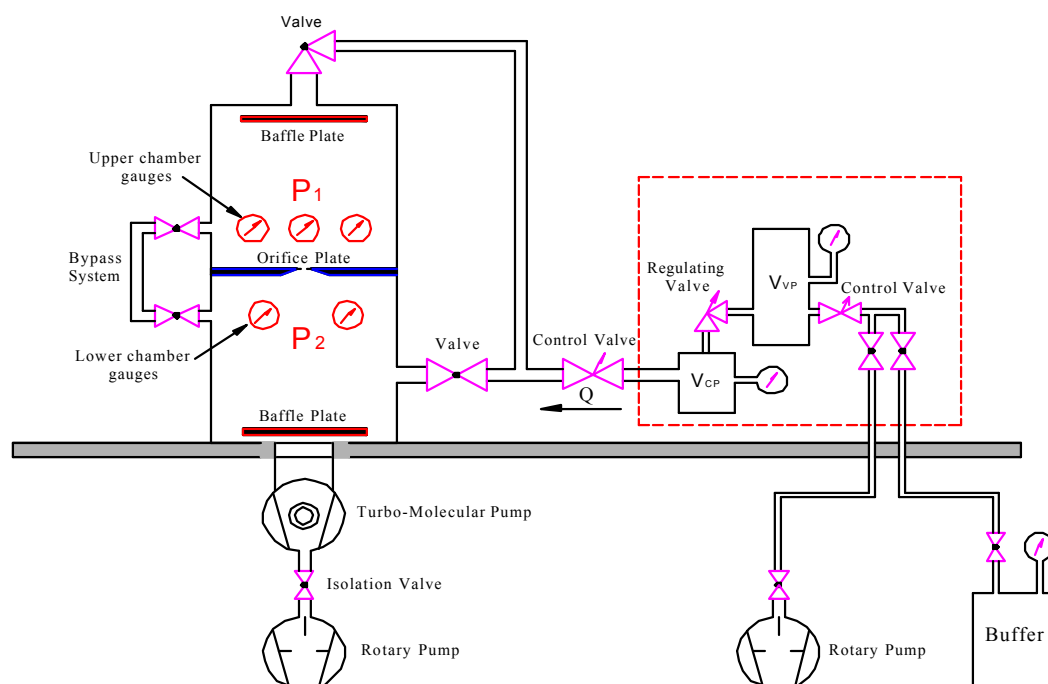 Valve
Baffle Plate
Upper chamber
gauges
P1
Bypass
System
Orifice Plate
P2
Lower chamber
gauges
Baffle Plate
Valve
Control Valve
Q
Regulating
Valve
VVP
Control Valve
VCP
Turbo-Molecular Pump
Isolation Valve
Rotary Pump
Rotary Pump
Buffer